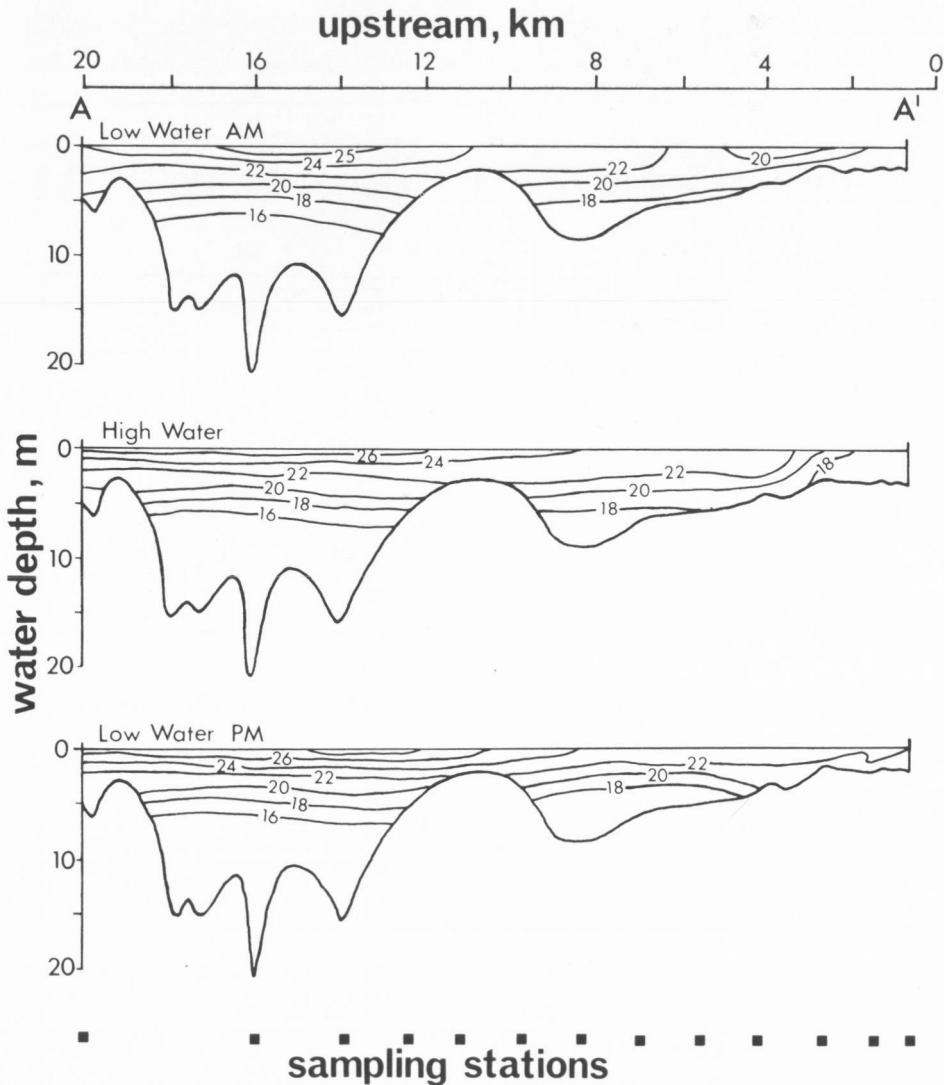 upstream, km
20 16 12 8 4 0
A A'
Low Water AM
0
25
24
22 22
20 20 20
18 18
16
10
20
High Water
0
26 24
22 22 18
20 20
18 18
16
10
20
water depth, m
Low Water PM
0
26
24 22 22
20 20
18 18
16
10
20
sampling stations